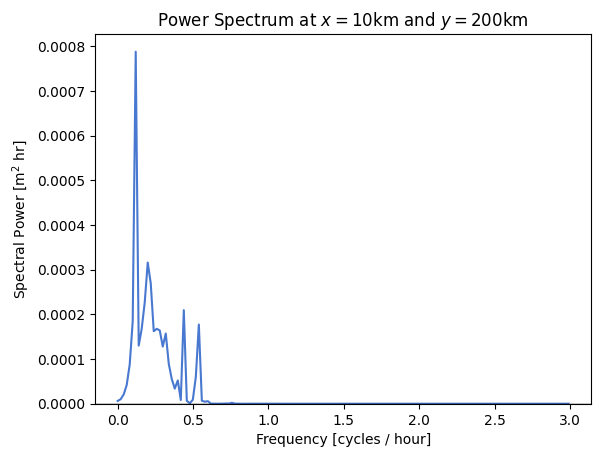 Power Spectrum at x = 10km and y = 200km
0.0008
0.0007
0.0006
0.0005
0.0004
0.0003
0.0002
0.0001
0.0000
Spectral Power [m² hr]
0.0 0.5 1.0 1.5 2.0 2.5 3.0
Frequency [cycles / hour]